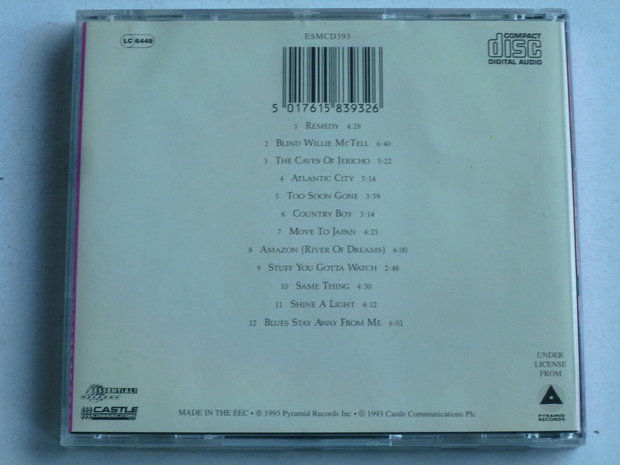 LC 6448
ESMCD393
COMPACT
disc
DIGITAL AUDIO
5 017615 839326
1 REMEDY 4:28
2 BLIND WILLIE MCTELL 6:40
3 THE CAVES OF JERICHO 5:22
4 ATLANTIC CITY 5:14
5 TOO SOON GONE 3:59
6 COUNTRY BOY 3:14
7 MOVE TO JAPAN 4:25
8 AMAZON (RIVER OF DREAMS) 6:00
9 STUFF YOU GOTTA WATCH 2:48
10 SAME THING 4:30
11 SHINE A LIGHT 4:12
12 BLUES STAY AWAY FROM ME 6:01
UNDER
LICENSE
FROM
ESSENTIAL!
RECORDS
CASTLE
COMMUNICATIONS
MADE IN THE EEC • ℗ 1993 Pyramid Records Inc • © 1993 Castle Communications Plc
PYRAMID
RECORDS